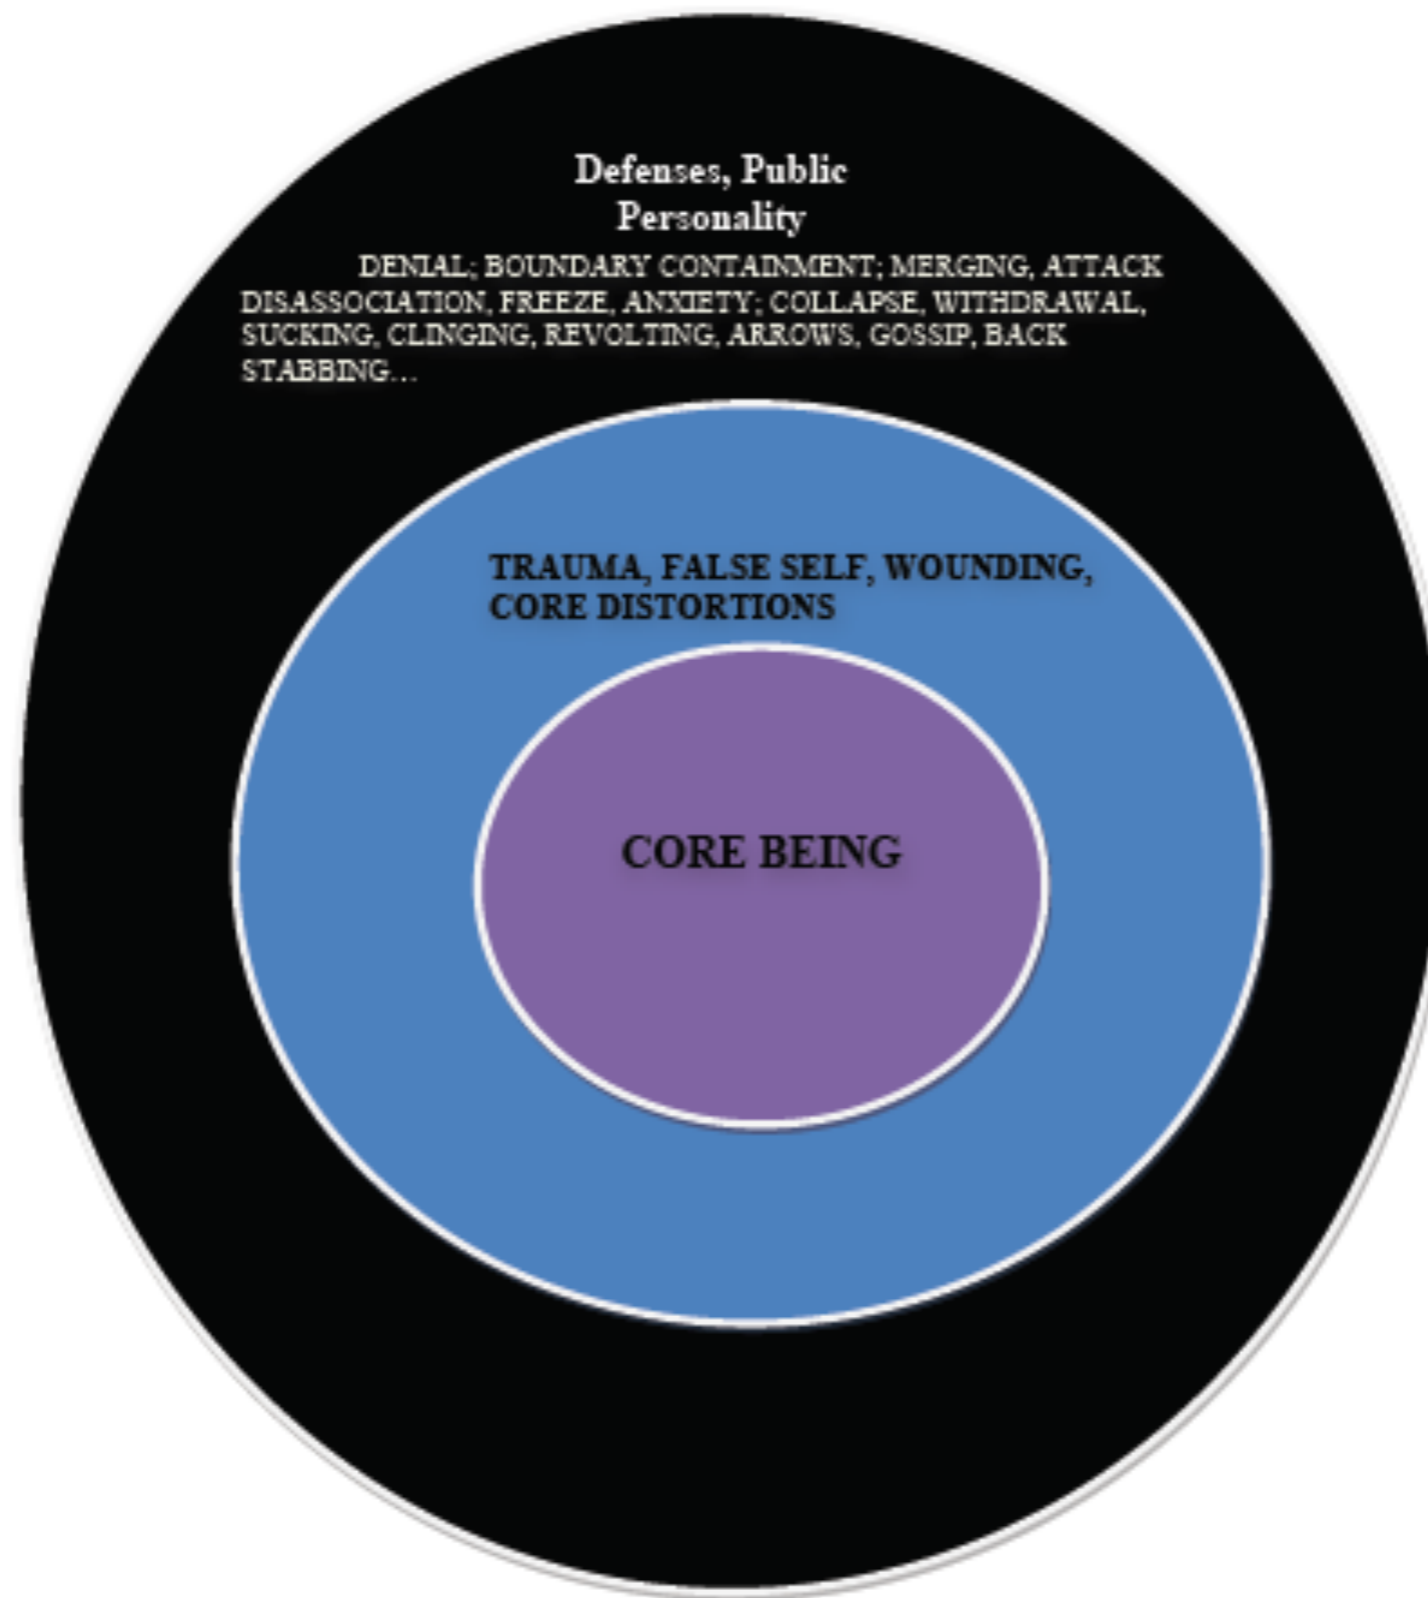 Defenses, Public
Personality
DENIAL; BOUNDARY CONTAINMENT; MERGING, ATTACK
DISASSOCIATION, FREEZE, ANXIETY; COLLAPSE, WITHDRAWAL,
SUCKING, CLINGING, REVOLTING, ARROWS, GOSSIP, BACK
STABBING…
TRAUMA, FALSE SELF, WOUNDING,
CORE DISTORTIONS
CORE BEING